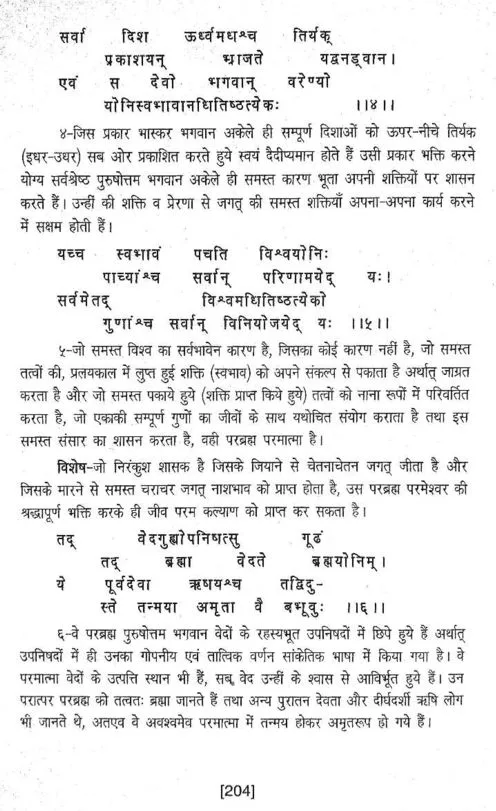 सर्वा दिश ऊर्ध्वमधश्च तिर्यक्
प्रकाशयन् भ्राजते यद्वनड्वान।
एवं स देवो भगवान् वरेण्यो
योनिस्वभावानधितिष्ठत्येकः ।।४।।
४-जिस प्रकार भास्कर भगवान अकेले ही सम्पूर्ण दिशाओं को ऊपर-नीचे तिर्यक
(इधर-उधर) सब ओर प्रकाशित करते हुये स्वयं दैदीप्यमान होते हैं उसी प्रकार भक्ति करने
योग्य सर्वश्रेष्ठ पुरुषोत्तम भगवान अकेले ही समस्त कारण भूता अपनी शक्तियों पर शासन
करते हैं। उन्हीं की शक्ति व प्रेरणा से जगत् की समस्त शक्तियाँ अपना-अपना कार्य करने
में सक्षम होती हैं।
यच्च स्वभावं पचति विश्वयोनिः
पाच्यांश्च सर्वान् परिणामयेद् यः।
सर्वमेतद् विश्वमधितिष्ठत्येको
गुणांश्च सर्वान् विनियोजयेद् यः ।।५।।
५-जो समस्त विश्व का सर्वभावेन कारण है, जिसका कोई कारण नहीं है, जो समस्त
तत्वों की, प्रलयकाल में लुप्त हुई शक्ति (स्वभाव) को अपने संकल्प से पकाता है अर्थात् जाग्रत
करता है और जो समस्त पकाये हुये (शक्ति प्राप्त किये हुये) तत्वों को नाना रूपों में परिवर्तित
करता है, जो एकाकी सम्पूर्ण गुणों का जीवों के साथ यथोचित संयोग कराता है तथा इस
समस्त संसार का शासन करता है, वही परब्रह्म परमात्मा है।
विशेष-जो निरंकुश शासक है जिसके जियाने से चेतनाचेतन जगत् जीता है और
जिसके मारने से समस्त चराचर जगत् नाशभाव को प्राप्त होता है, उस परब्रह्म परमेश्वर की
श्रद्धापूर्ण भक्ति करके ही जीव परम कल्याण को प्राप्त कर सकता है।
तद् वेदगुह्योपनिषत्सु गूढं
तद् ब्रह्मा वेदते ब्रह्मयोनिम्।
ये पूर्वदेवा ऋषयश्च तद्विदु-
स्ते तन्मया अमृता वै बभूवुः ।।६।।
६-वे परब्रह्म पुरुषोत्तम भगवान वेदों के रहस्यभूत उपनिषदों में छिपे हुये हैं अर्थात्
उपनिषदों में ही उनका गोपनीय एवं तात्विक वर्णन सांकेतिक भाषा में किया गया है। वे
परमात्मा वेदों के उत्पत्ति स्थान भी हैं, सब वेद उन्हीं के श्वास से आविर्भूत हुये हैं। उन
परात्पर परब्रह्म को तत्वतः ब्रह्मा जानते हैं तथा अन्य पुरातन देवता और दीर्घदर्शी ऋषि लोग
भी जानते थे, अतएव वे अवश्यमेव परमात्मा में तन्मय होकर अमृतरूप हो गये हैं।
[204]